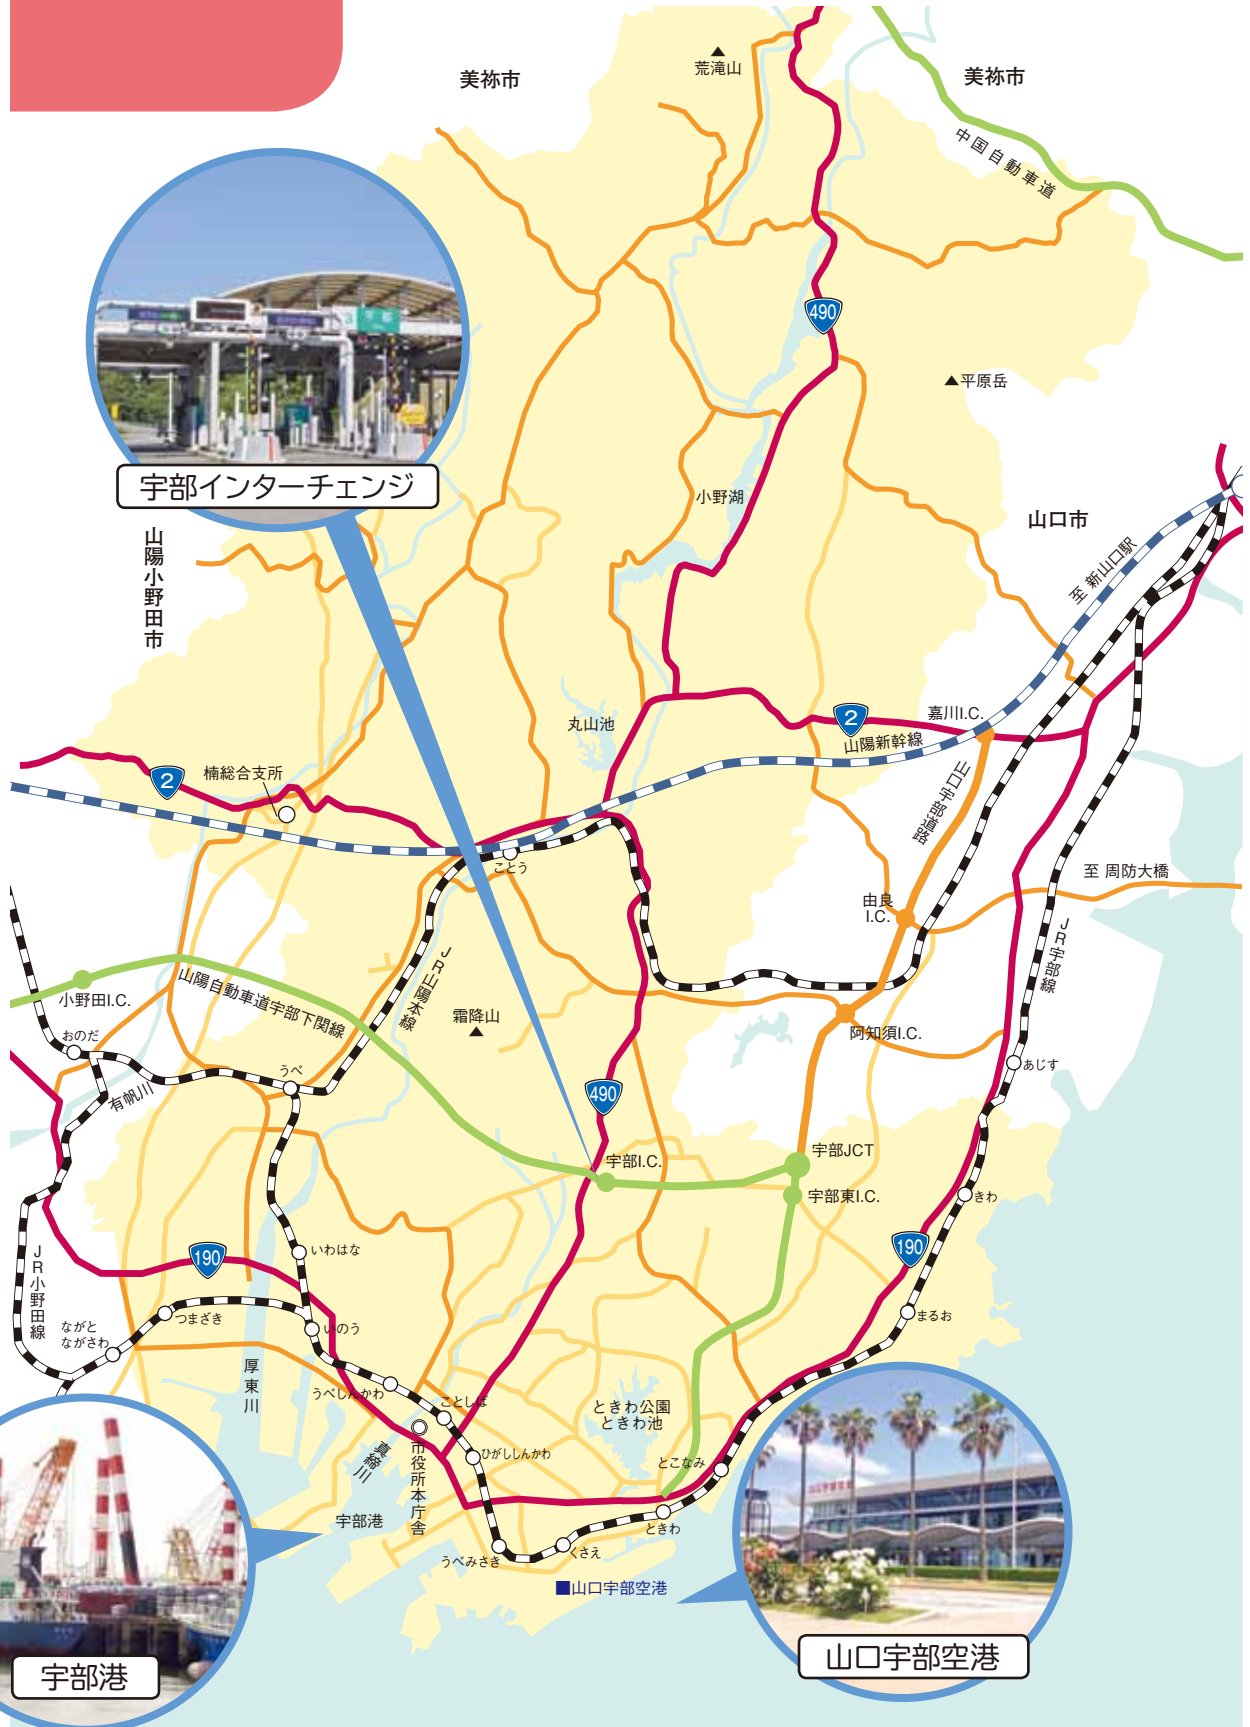 美祢市
荒滝山
美祢市
中国自動車道
490
平原岳
宇部インターチェンジ
小野湖
山口市
山陽小野田市
至 新山口駅
丸山池
2
嘉川I.C.
山陽新幹線
2
楠総合支所
山口宇部道路
ことう
至 周防大橋
由良
I.C.
JR宇部線
JR山陽本線
小野田I.C.
山陽自動車道宇部下関線
霜降山
阿知須I.C.
おのだ
うべ
あじす
有帆川
490
宇部I.C.
宇部JCT
宇部東I.C.
きわ
190
いわはな
190
JR小野田線
つまざき
まるお
ながと
ながさわ
いのう
厚東川
うべしんかわ
ことしば
ときわ公園
ときわ池
真締川
市役所本庁舎
ひがししんかわ
とこなみ
宇部港
ときわ
うべみさき
くさえ
山口宇部空港
宇部港
山口宇部空港